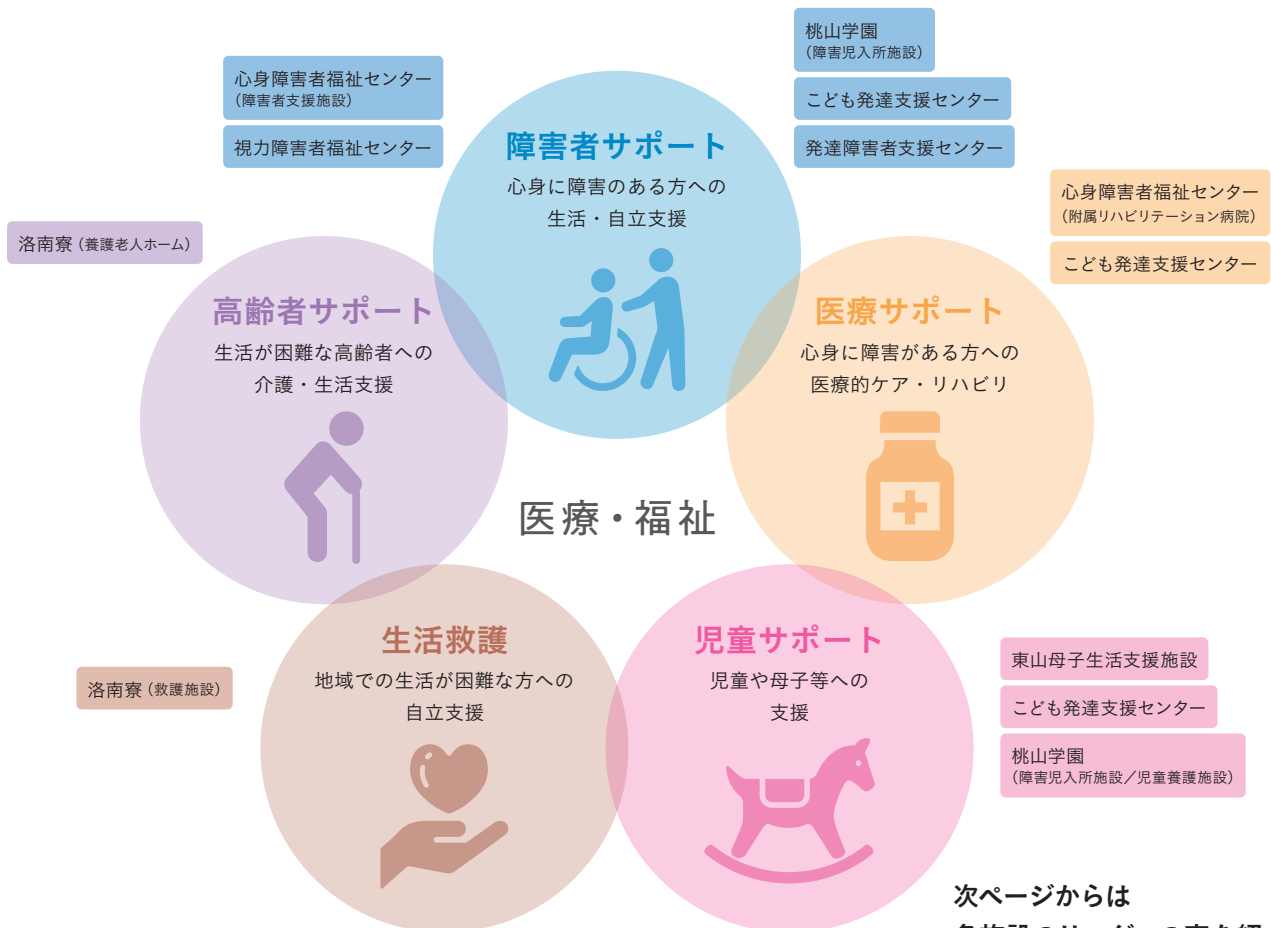 心身障害者福祉センター
(障害者支援施設)
視力障害者福祉センター
桃山学園
(障害児入所施設)
こども発達支援センター
発達障害者支援センター
障害者サポート
心身に障害のある方への
生活・自立支援
心身障害者福祉センター
(附属リハビリテーション病院)
こども発達支援センター
洛南寮 (養護老人ホーム)
高齢者サポート
生活が困難な高齢者への
介護・生活支援
医療サポート
心身に障害がある方への
医療的ケア・リハビリ
医療・福祉
生活救護
地域での生活が困難な方への
自立支援
洛南寮 (救護施設)
児童サポート
児童や母子等への
支援
東山母子生活支援施設
こども発達支援センター
桃山学園
(障害児入所施設／児童養護施設)
次ページからは